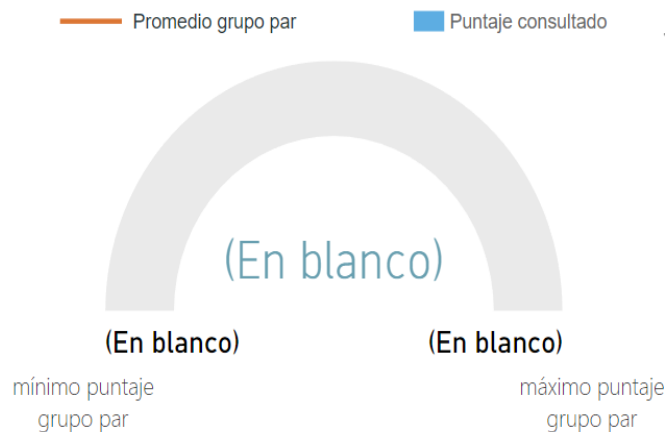 Promedio grupo par
Puntaje consultado
(En blanco)
(En blanco)
(En blanco)
mínimo puntaje
grupo par
máximo puntaje
grupo par